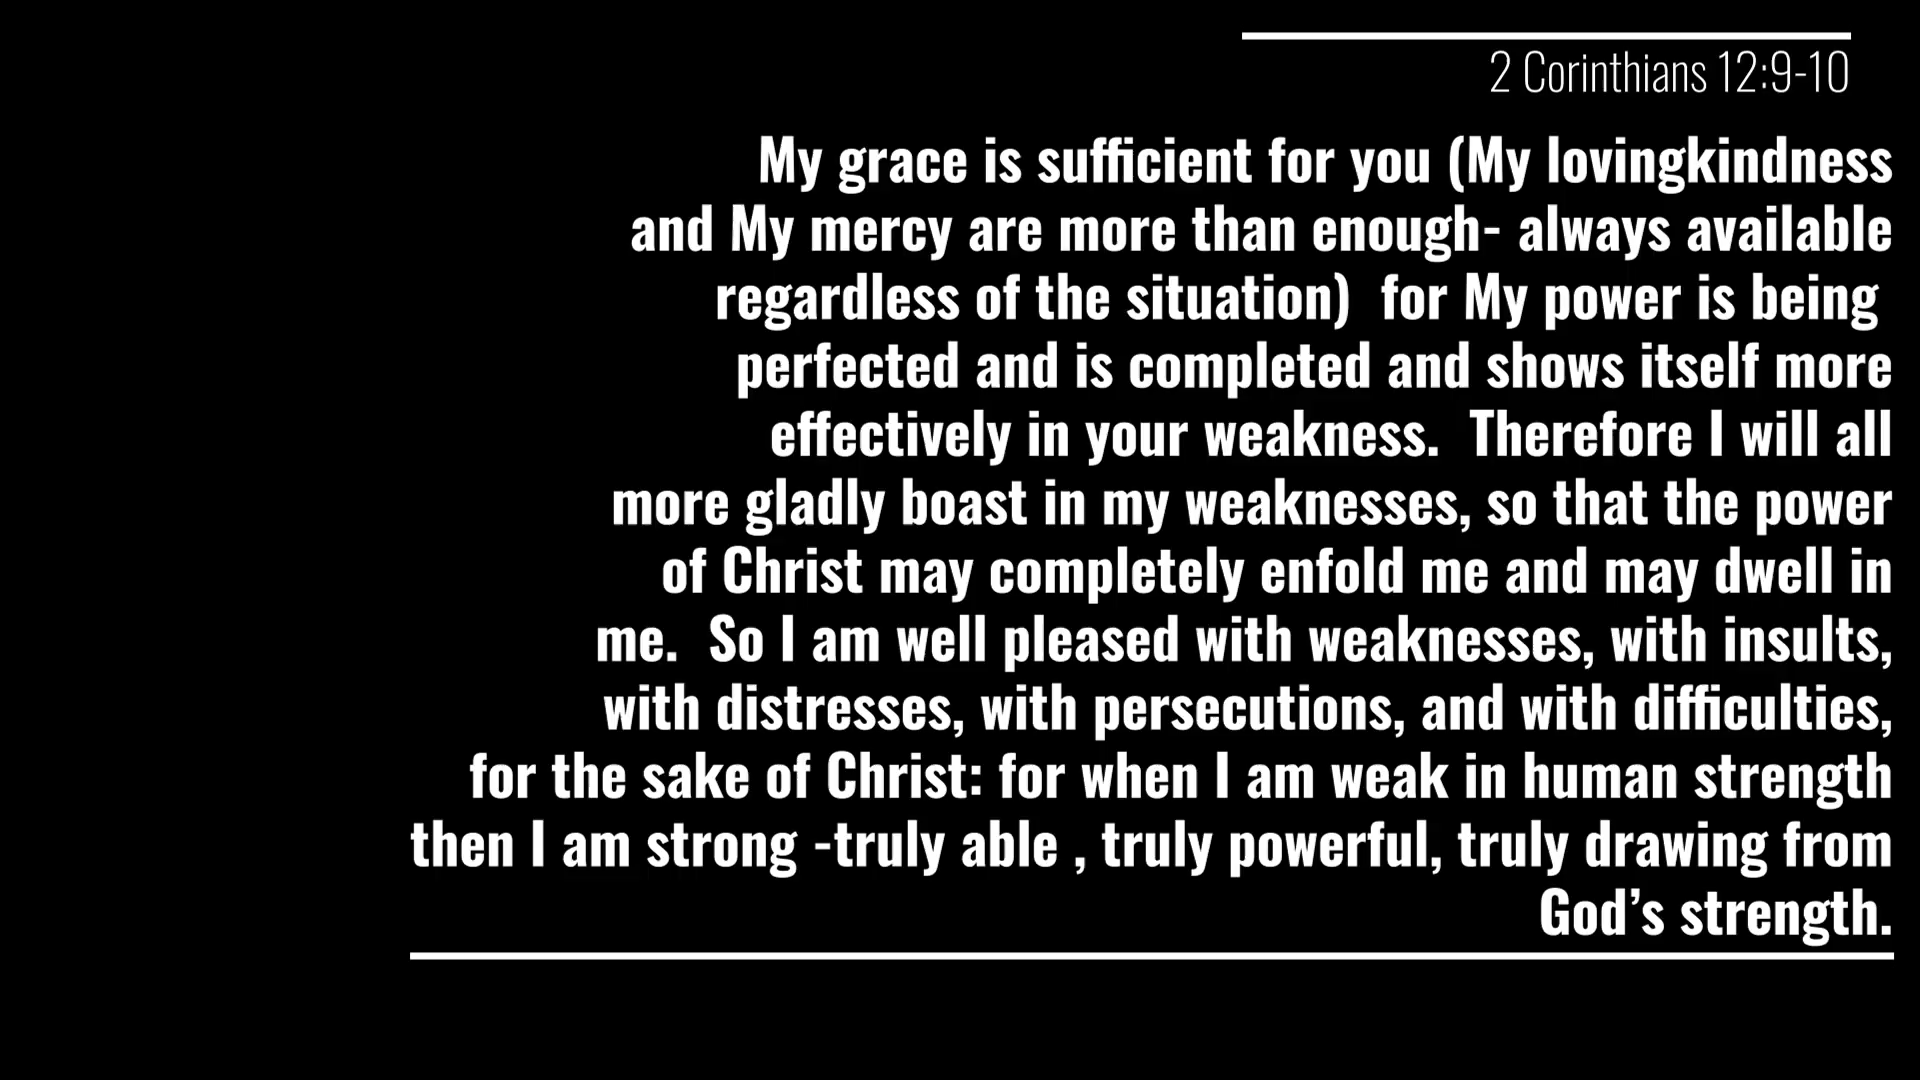 2 Corinthians 12:9-10
My grace is sufficient for you (My lovingkindness
and My mercy are more than enough- always available
regardless of the situation)  for My power is being
perfected and is completed and shows itself more
effectively in your weakness.  Therefore I will all
more gladly boast in my weaknesses, so that the power
of Christ may completely enfold me and may dwell in
me.  So I am well pleased with weaknesses, with insults,
with distresses, with persecutions, and with difficulties,
for the sake of Christ: for when I am weak in human strength
then I am strong -truly able , truly powerful, truly drawing from
God’s strength.